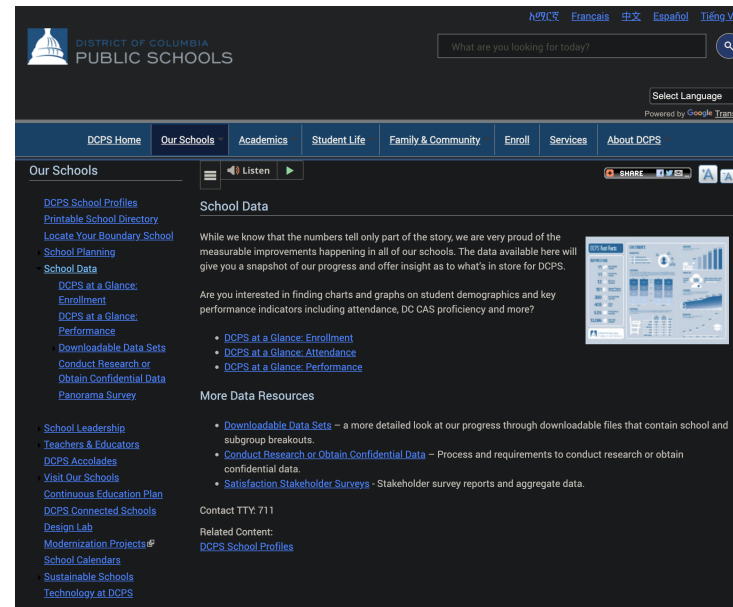 አማርኛ Français 中文 Español Tiếng V
DISTRICT OF COLUMBIA
PUBLIC SCHOOLS
What are you looking for today?
Select Language
Powered by Google Trans
DCPS Home Our Schools Academics Student Life Family & Community Enroll Services About DCPS
Our Schools
DCPS School Profiles
Printable School Directory
Locate Your Boundary School
School Planning
School Data
DCPS at a Glance:
Enrollment
DCPS at a Glance:
Performance
Downloadable Data Sets
Conduct Research or
Obtain Confidential Data
Panorama Survey
School Leadership
Teachers & Educators
DCPS Accolades
Visit Our Schools
Continuous Education Plan
DCPS Connected Schools
Design Lab
Modernization Projects
School Calendars
Sustainable Schools
Technology at DCPS
Listen
SHARE
A A
School Data
While we know that the numbers tell only
part of the story, we are very proud of the
measurable improvements happening in all of our schools. The data available here will
give you a snapshot of our progress and offer insight as to what's in store for DCPS.
Are you interested in finding charts and graphs on student demographics and key
performance indicators including attendance, DC CAS proficiency and more?
DCPS Fast Facts
• DCPS at a Glance: Enrollment
• DCPS at a Glance: Attendance
• DCPS at a Glance: Performance
More Data Resources
• Downloadable Data Sets – a more detailed look at our progress through downloadable files that contain school and
subgroup breakouts.
• Conduct Research or Obtain Confidential Data – Process and requirements to conduct research or obtain
confidential data.
• Satisfaction Stakeholder Surveys - Stakeholder survey reports and aggregate data.
Contact TTY: 711
Related Content:
DCPS School Profiles